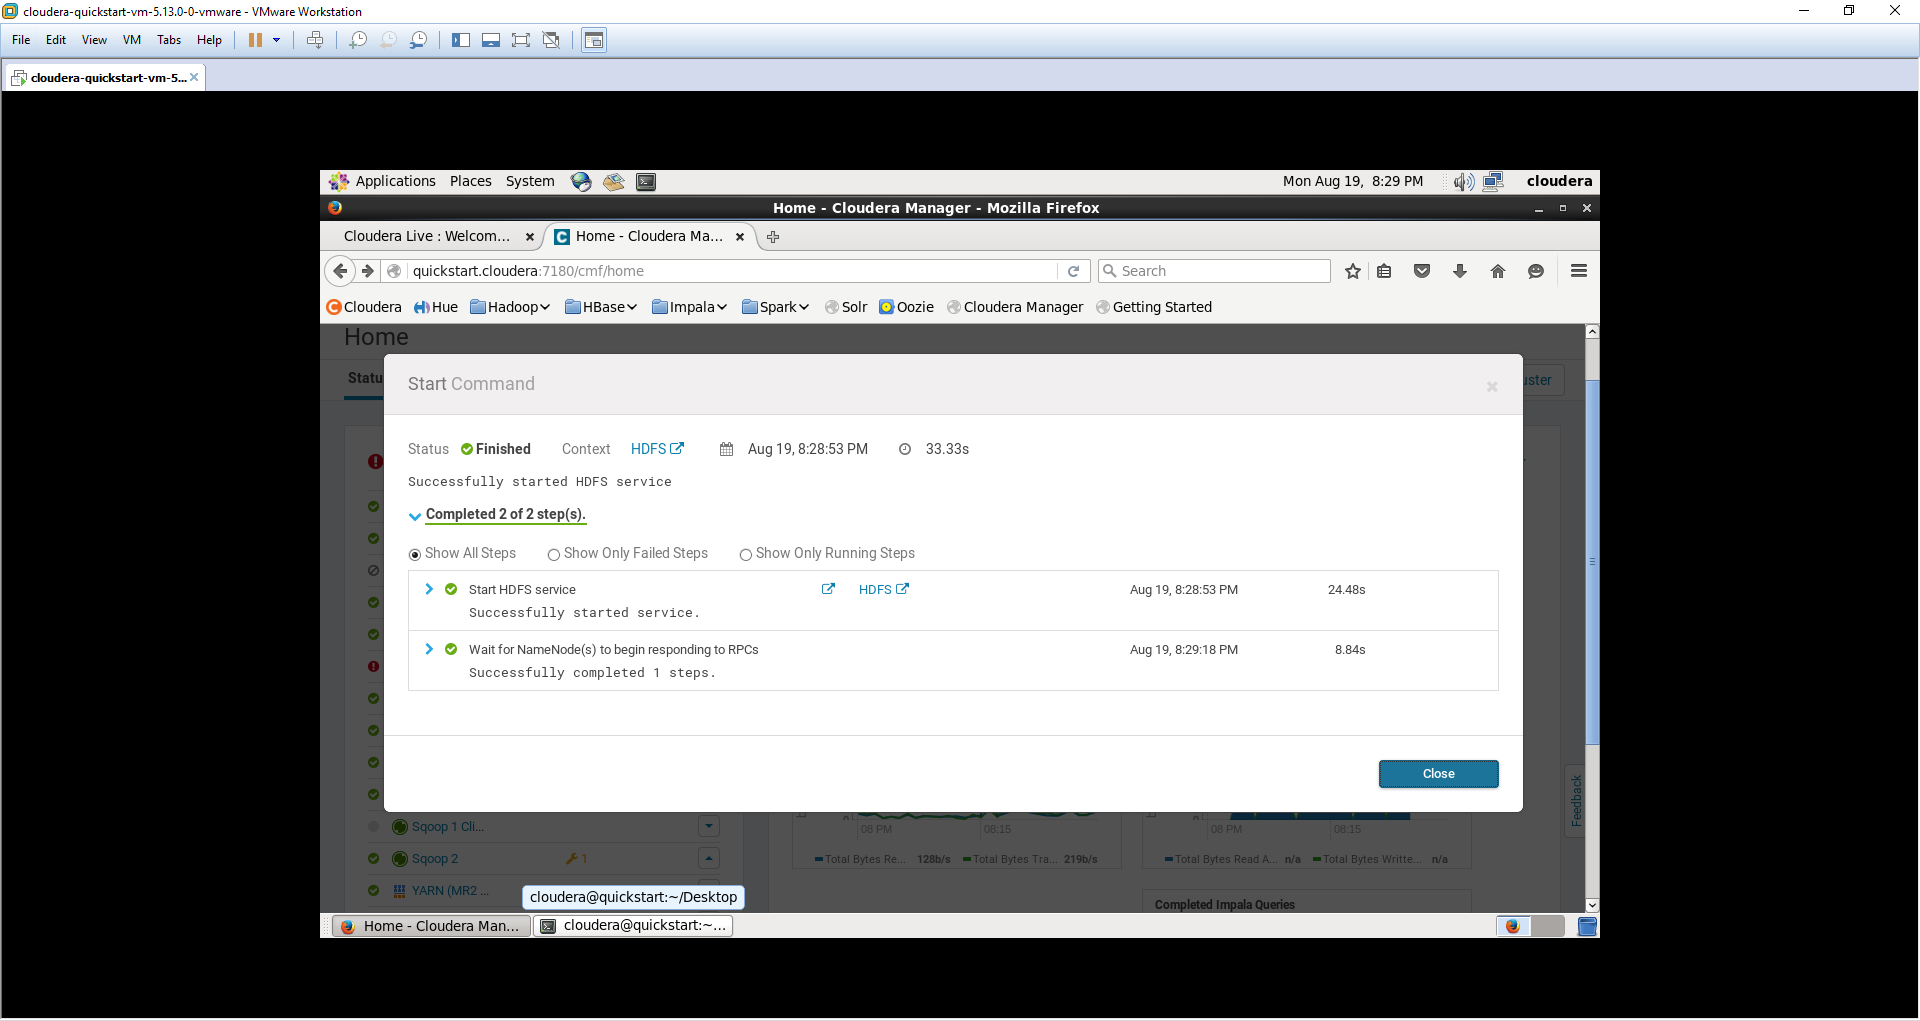 cloudera-quickstart-vm-5.13.0-0-vmware - VMware Workstation
File Edit View VM Tabs Help
cloudera-quickstart-vm-5...
Applications Places System Mon Aug 19, 8:29 PM cloudera
Home - Cloudera Manager - Mozilla Firefox
Cloudera Live : Welcom... Home - Cloudera Ma...
quickstart.cloudera:7180/cmf/home Search
Cloudera Hue Hadoop HBase Impala Spark Solr Oozie Cloudera Manager Getting Started
Home
Statu
uster
Start Command
Status Finished Context HDFS Aug 19, 8:28:53 PM 33.33s
Successfully started HDFS service
Completed 2 of 2 step(s).
Show All Steps Show Only Failed Steps Show Only Running Steps
Start HDFS service HDFS Aug 19, 8:28:53 PM 24.48s
Successfully started service.
Wait for NameNode(s) to begin responding to RPCs Aug 19, 8:29:18 PM 8.84s
Successfully completed 1 steps.
Close
Feedback
Sqoop 1 Cli...
08 PM 08:15 08 PM 08:15
Sqoop 2 1
Total Bytes Re... 128b/s Total Bytes Tra... 219b/s Total Bytes Read A... n/a Total Bytes Writte... n/a
YARN (MR2 ...
cloudera@quickstart:~/Desktop
Completed Impala Queries
Home - Cloudera Man... cloudera@quickstart:~...